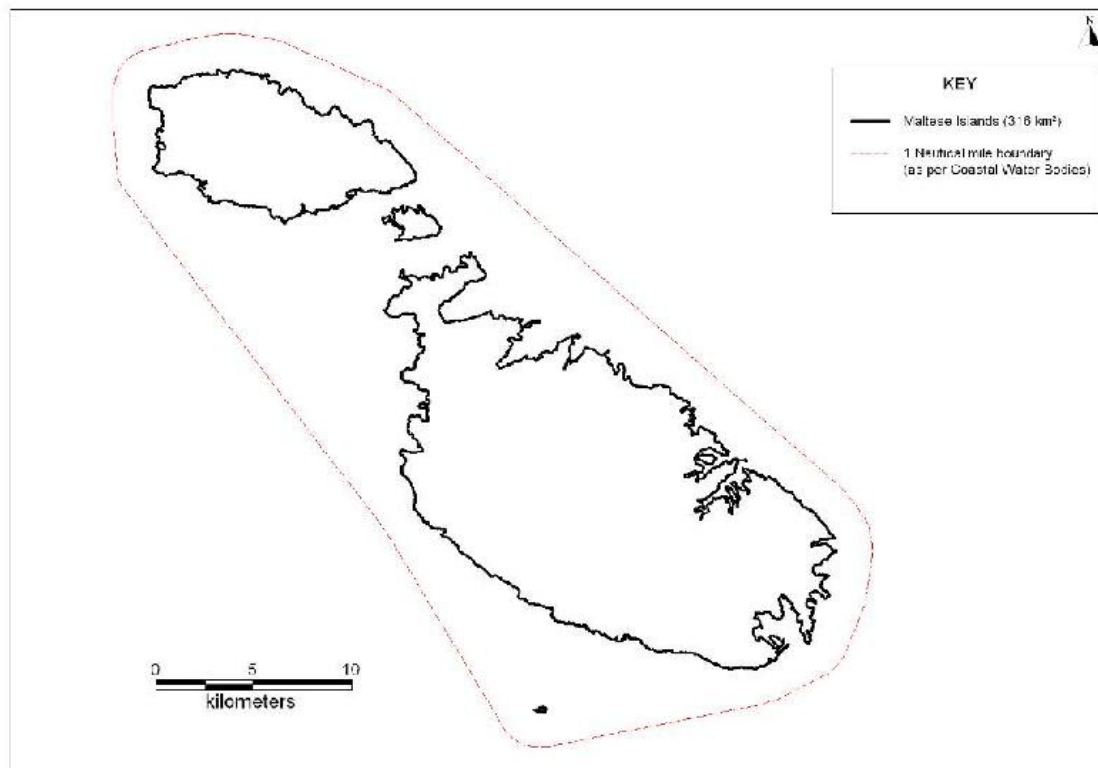 N
KEY
Maltese Islands (316 km²)
1 Nautical mile boundary
(as per Coastal Water Bodies)
0 5 10
kilometers